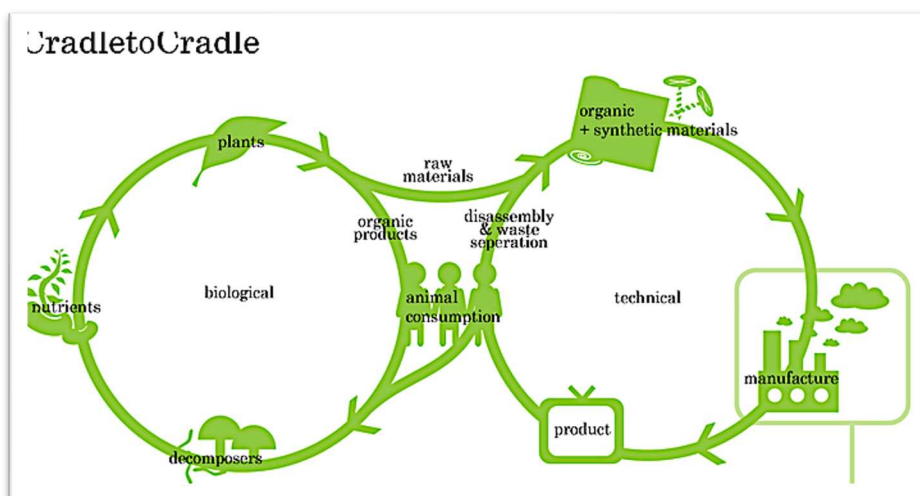 CradletoCradle
plants
raw
materials
organic
+ synthetic materials
organic
products
disassembly
& waste
seperation
nutrients
biological
animal
consumption
technical
manufacture
product
decomposers